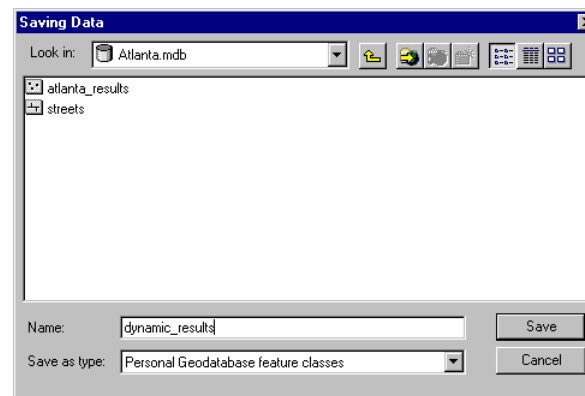 Saving Data
Look in: Atlanta.mdb
atlanta_results
streets
Name: dynamic_results Save
Save as type: Personal Geodatabase feature classes Cancel